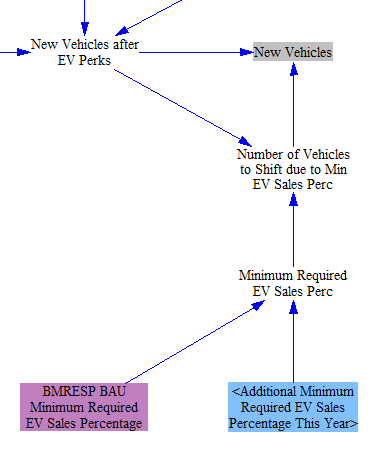 New Vehicles after
EV Perks
New Vehicles
Number of Vehicles
to Shift due to Min
EV Sales Perc
Minimum Required
EV Sales Perc
BMRESP BAU
Minimum Required
EV Sales Percentage
<Additional Minimum
Required EV Sales
Percentage This Year>